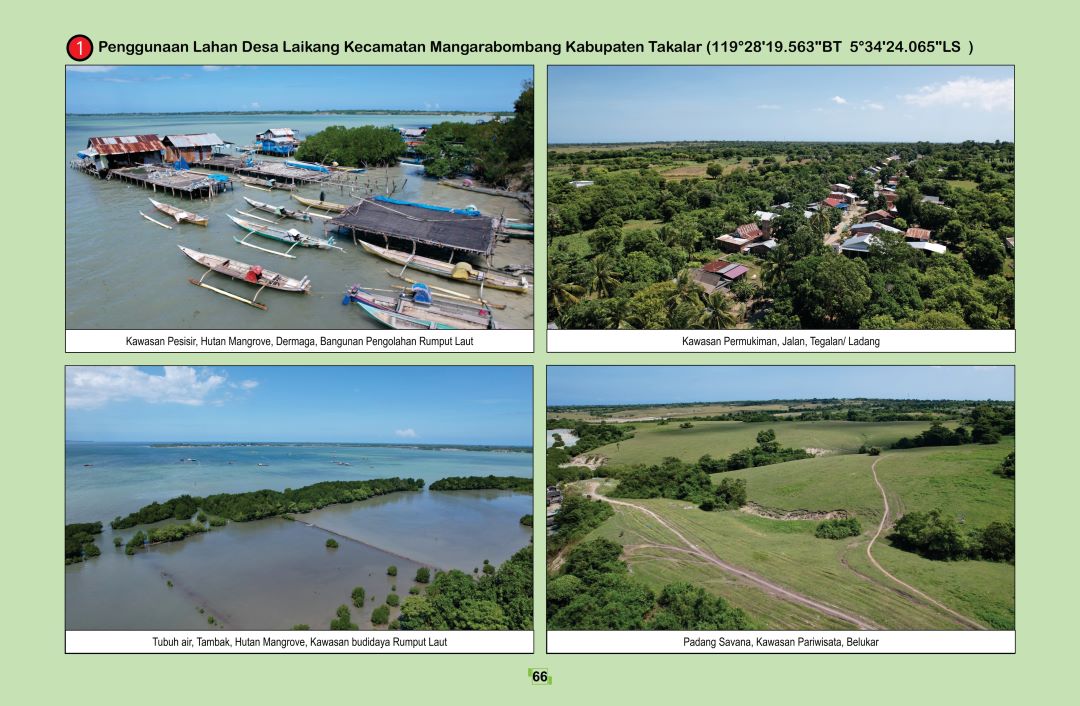 1 Penggunaan Lahan Desa Laikang Kecamatan Mangarabombang Kabupaten Takalar (119°28'19.563"BT 5°34'24.065"LS )
Kawasan Pesisir, Hutan Mangrove, Dermaga, Bangunan Pengolahan Rumput Laut
Kawasan Permukiman, Jalan, Tegalan/ Ladang
Tubuh air, Tambak, Hutan Mangrove, Kawasan budidaya Rumput Laut
Padang Savana, Kawasan Pariwisata, Belukar
66